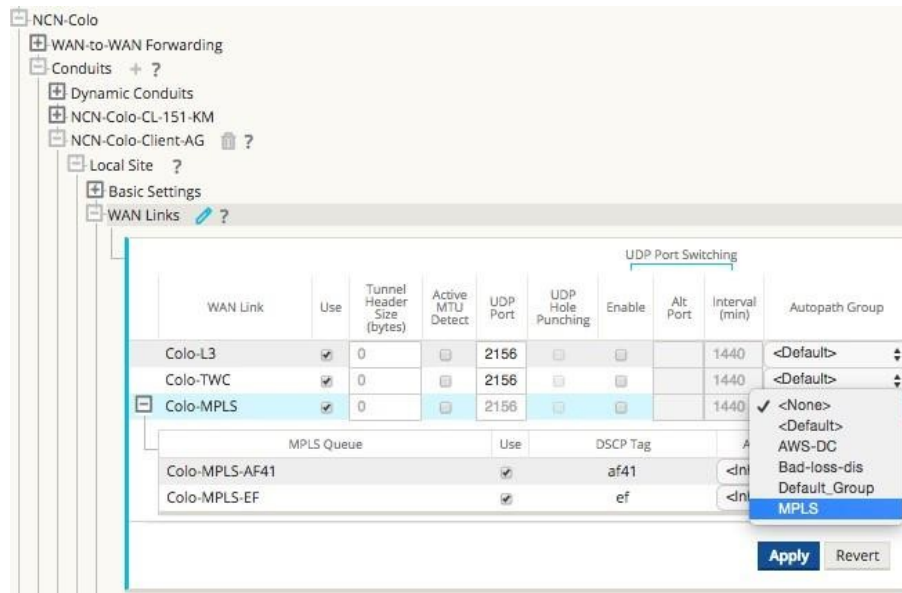 NCN-Colo
WAN-to-WAN Forwarding
Conduits + ?
Dynamic Conduits
NCN-Colo-CL-151-KM
NCN-Colo-Client-AG ?
Local Site ?
Basic Settings
WAN Links ?
UDP Port Switching
WAN Link Use Tunnel Header Size (bytes) Active MTU Detect UDP Port UDP Hole Punching Enable Alt Port Interval (min) Autopath Group
Colo-L3 0 2156 1440 <Default>
Colo-TWC 0 2156 1440 <Default>
Colo-MPLS 0 2156 1440 <None>
<Default>
AWS-DC
Bad-loss-dis
Default_Group
MPLS
MPLS Queue Use DSCP Tag A
Colo-MPLS-AF41 af41 <Inl
Colo-MPLS-EF ef <Inl
Apply Revert